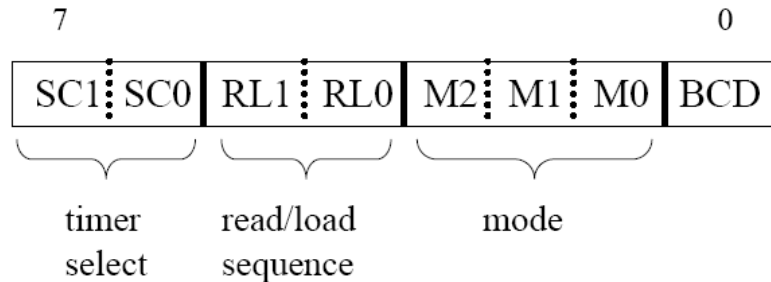 7 0
SC1 SC0 RL1 RL0 M2 M1 M0 BCD
timer read/load mode
select sequence